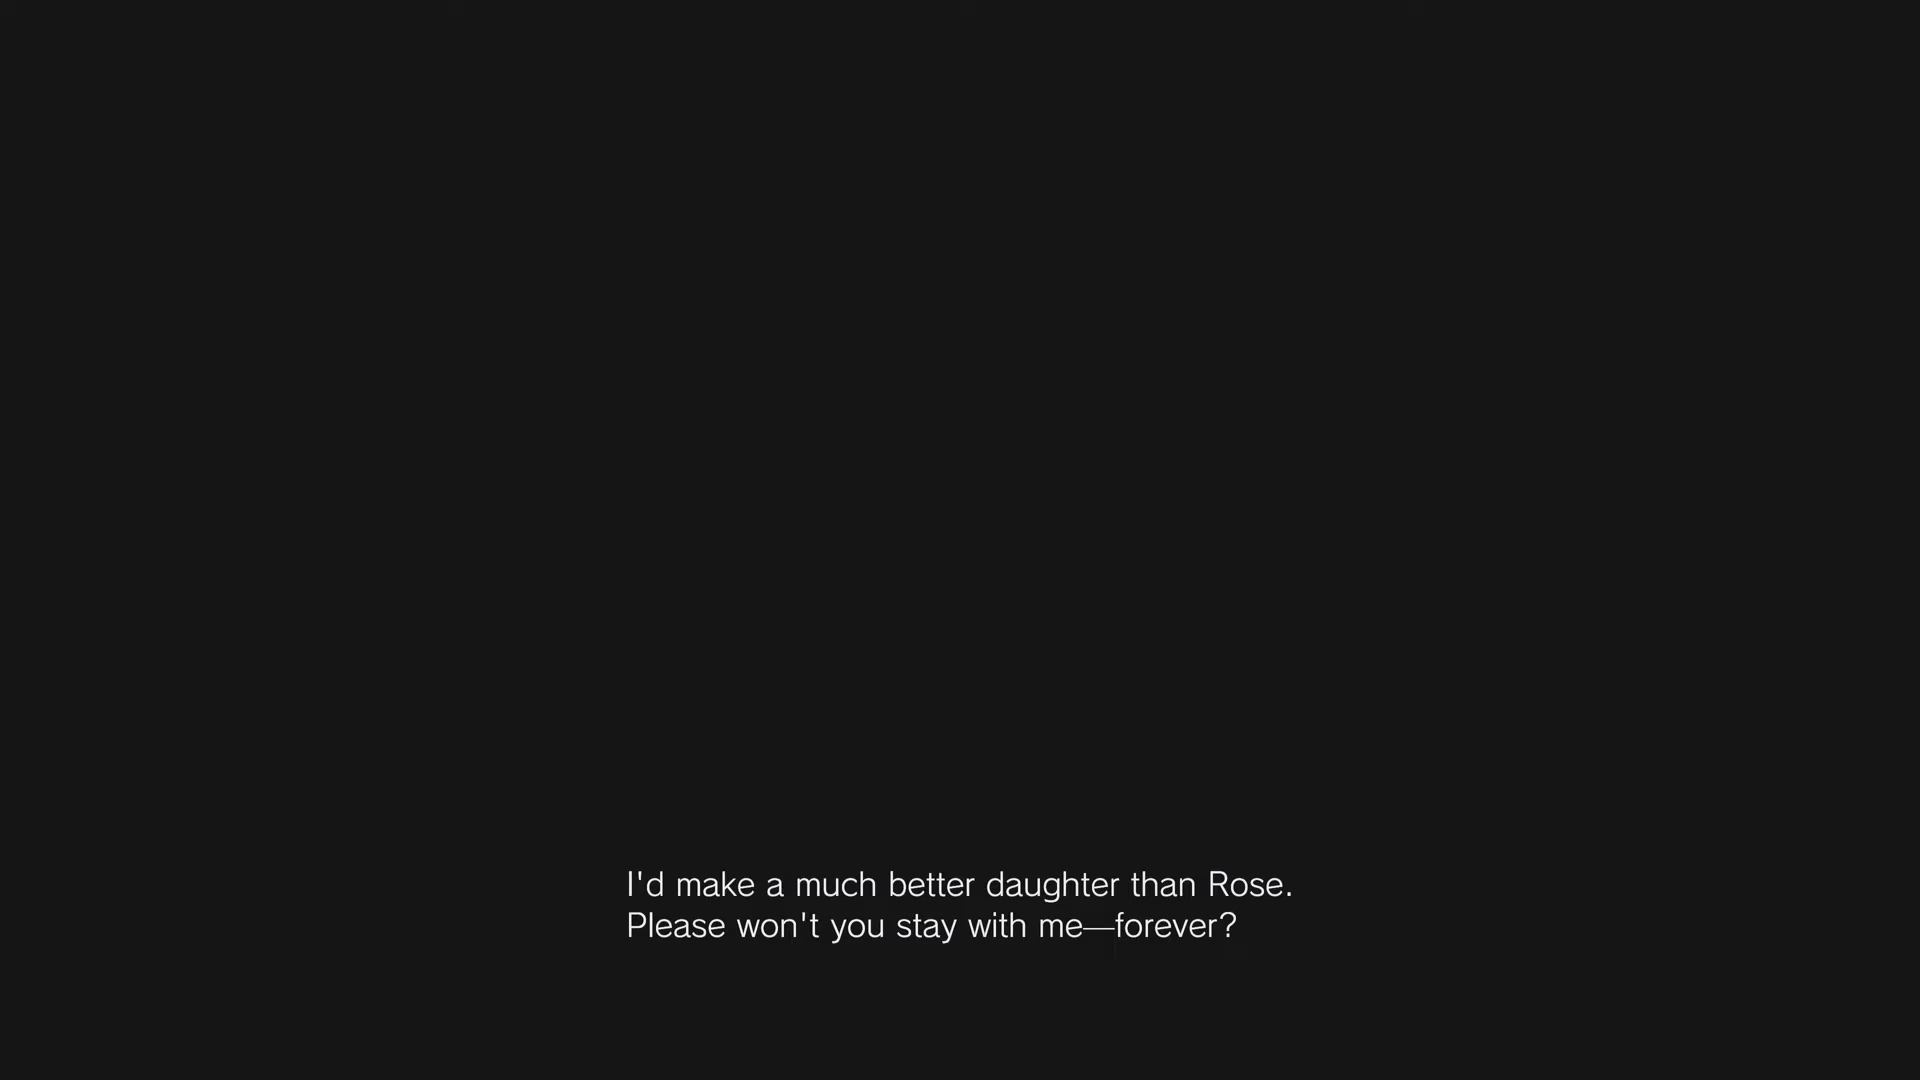 I'd make a much better daughter than Rose.
Please won't you stay with me—forever?